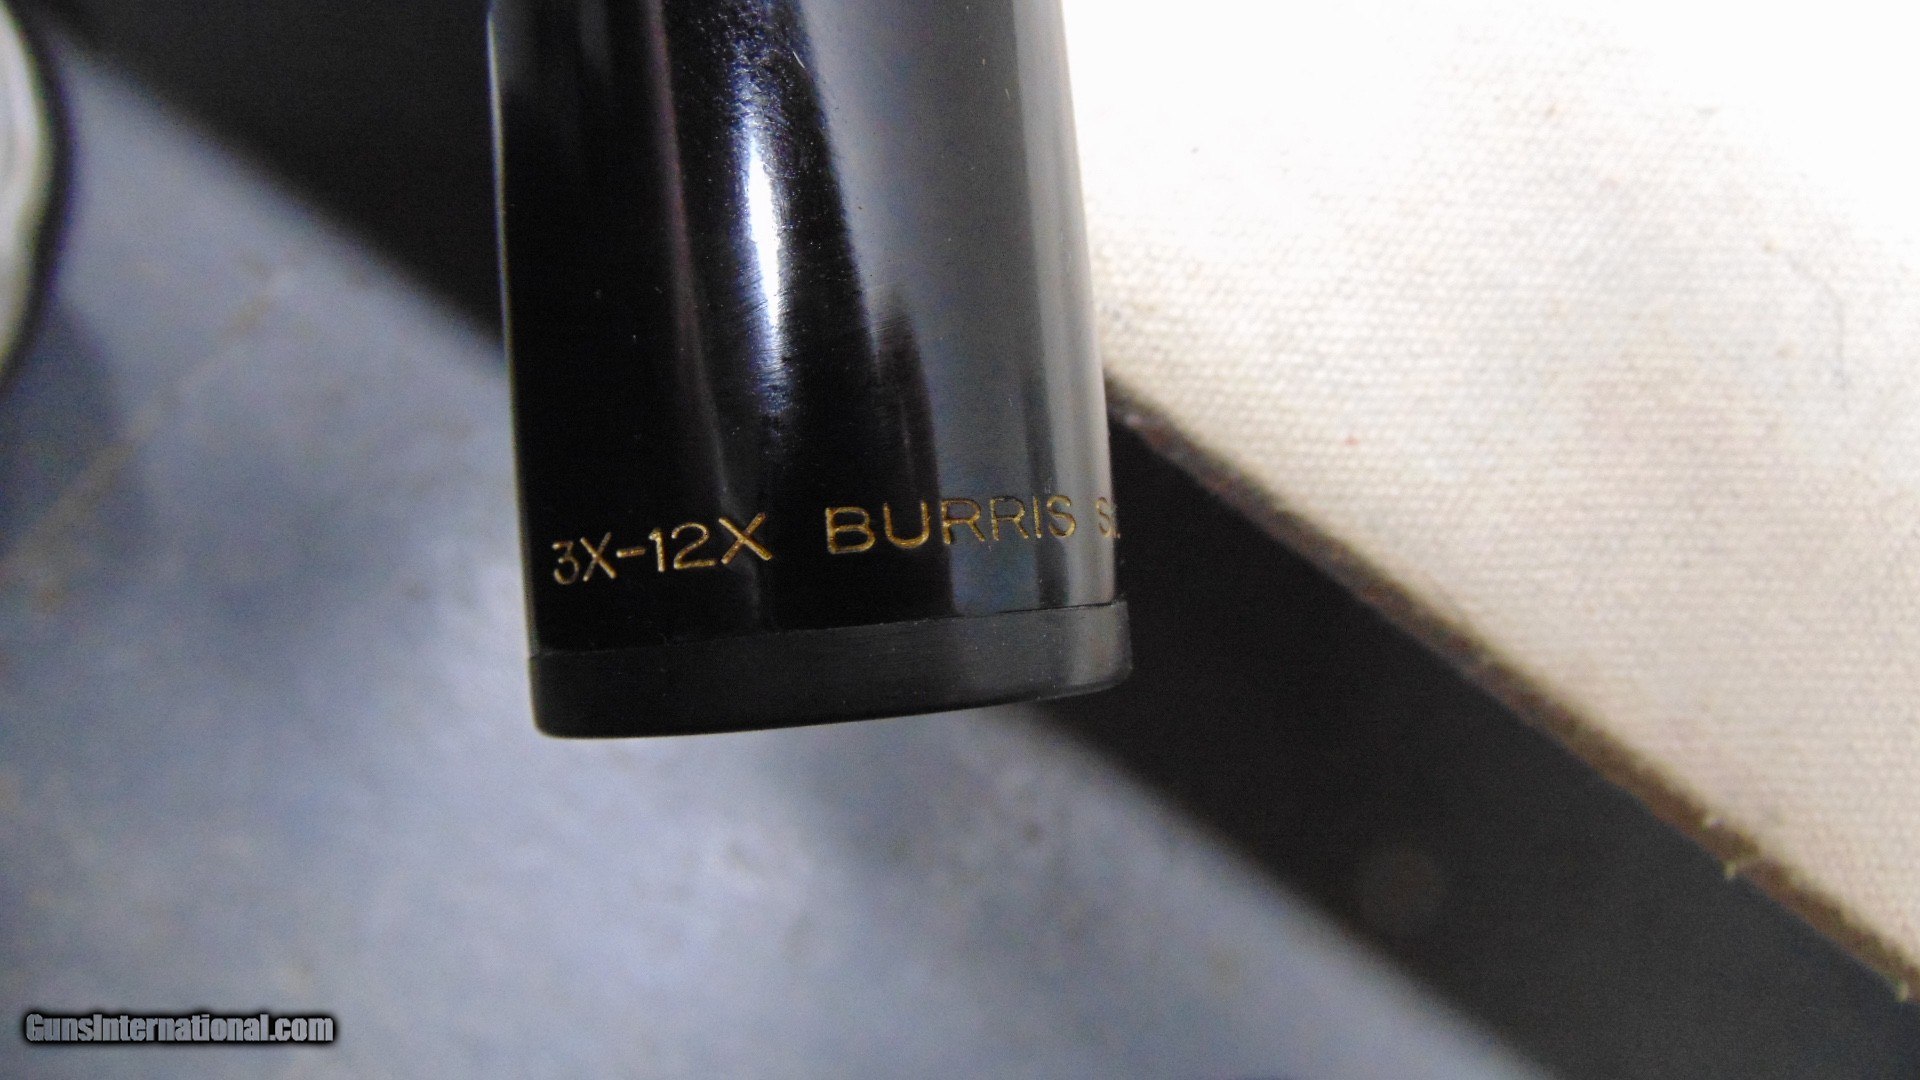 3X-12X BURRIS
GunsInternational.com